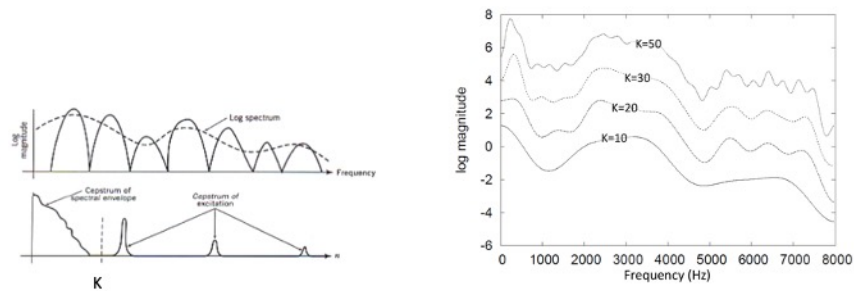 Log magnitude
Log spectrum
Frequency
Cepstrum of
spectral envelope
Cepstrum of
excitation
n
K
log magnitude
8
6
4
2
0
-2
-4
-6
K=50
K=30
K=20
K=10
0 1000 2000 3000 4000 5000 6000 7000 8000
Frequency (Hz)